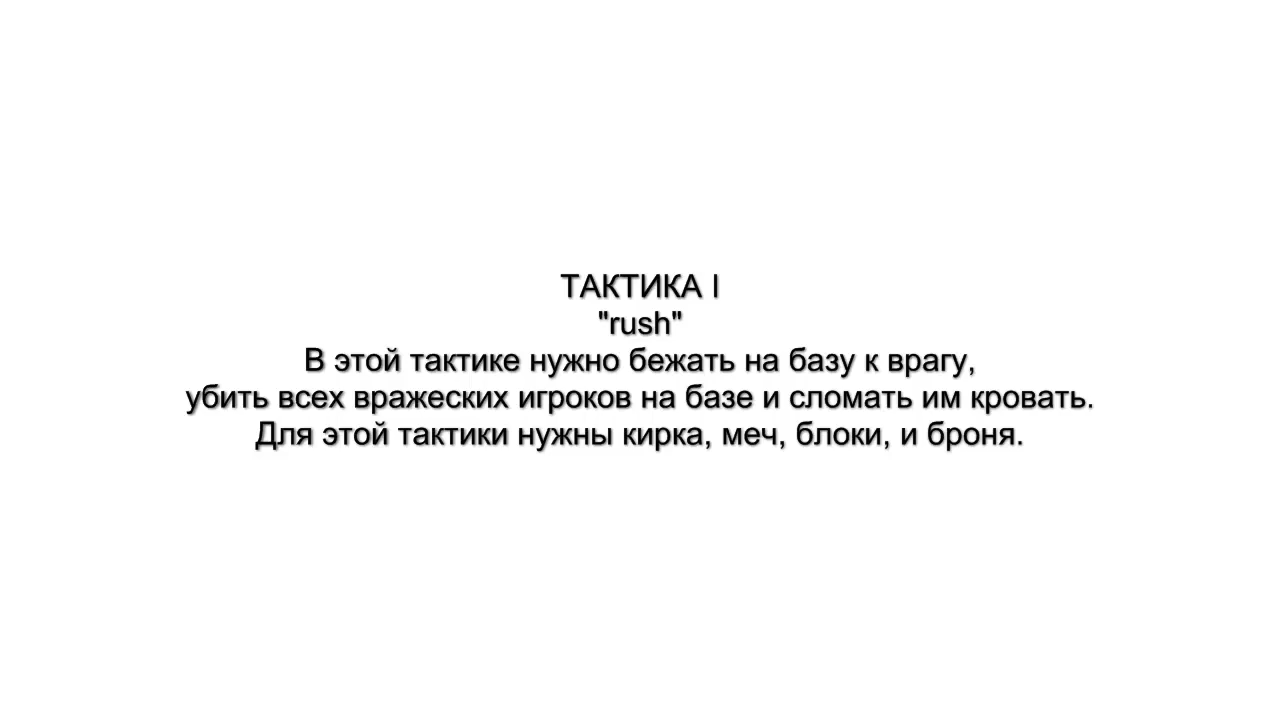 ТАКТИКА I
"rush"
В этой тактике нужно бежать на базу к врагу,
убить всех вражеских игроков на базе и сломать им кровать.
Для этой тактики нужны кирка, меч, блоки, и броня.